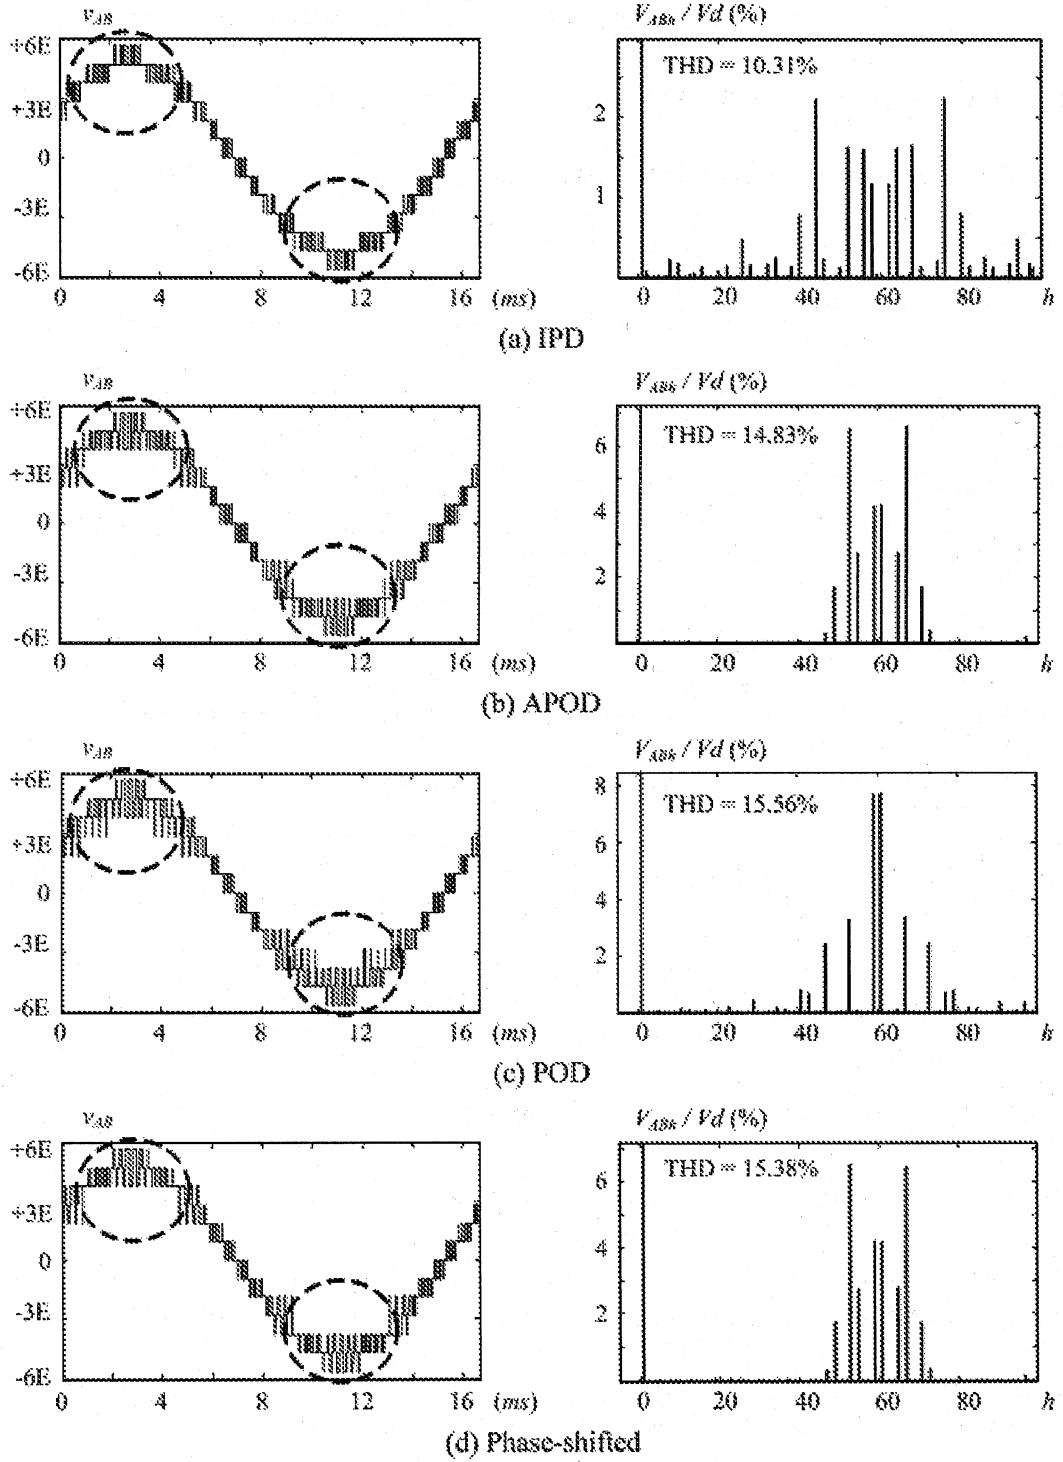 v_AB
+6E
+3E
0
-3E
-6E
0 4 8 12 16 (ms)
V_ABh / Vd (%)
THD = 10.31%
2
1
0 20 40 60 80 h
(a) IPD
v_AB
+6E
+3E
0
-3E
-6E
0 4 8 12 16 (ms)
V_ABh / Vd (%)
THD = 14.83%
6
4
2
0 40 60 80 h
(b) APOD
v_AB
+6E
+3E
0
-3E
-6E
0 4 8 12 16 (ms)
V_ABh / Vd (%)
THD = 15.56%
8
6
4
2
0 20 40 60 80 h
(c) POD
v_AB
+6E
+3E
0
-3E
-6E
0 4 8 12 16 (ms)
V_ABh / Vd (%)
THD = 15.38%
6
4
2
0 20 40 60 80 h
(d) Phase-shifted